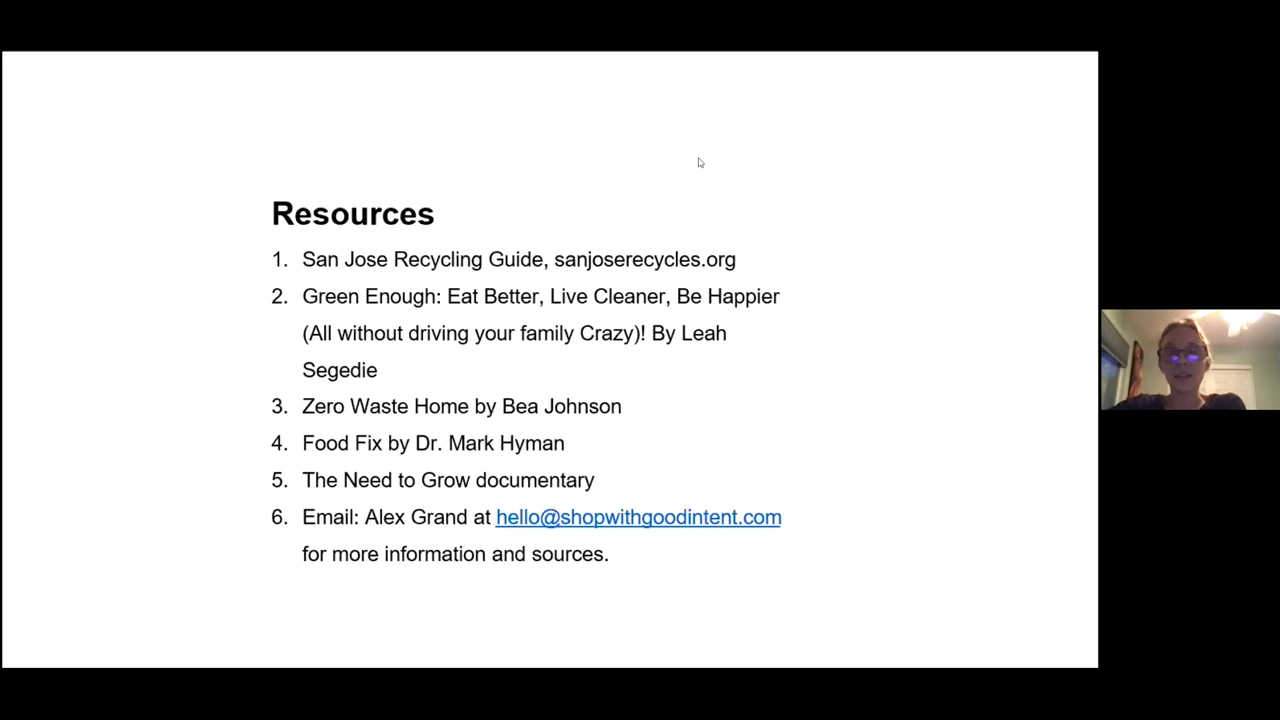 Resources
1. San Jose Recycling Guide, sanjoserecycles.org
2. Green Enough: Eat Better, Live Cleaner, Be Happier
(All without driving your family Crazy)! By Leah
Segedie
3. Zero Waste Home by Bea Johnson
4. Food Fix by Dr. Mark Hyman
5. The Need to Grow documentary
6. Email: Alex Grand at hello@shopwithgoodintent.com
for more information and sources.